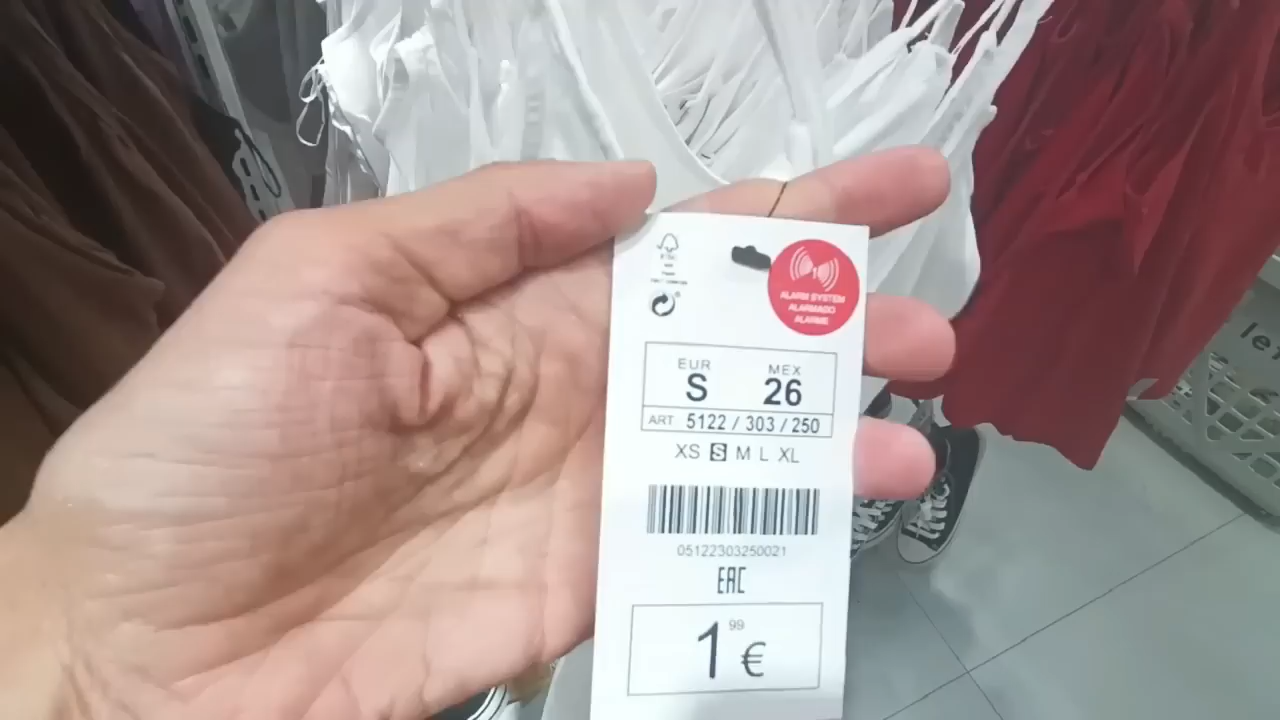 ALARM SYSTEM
ALARMADO
ALARME
EUR MEX
S 26
ART 5122 / 303 / 250
XS S M L XL
05122303250021
EAC
1 99 €